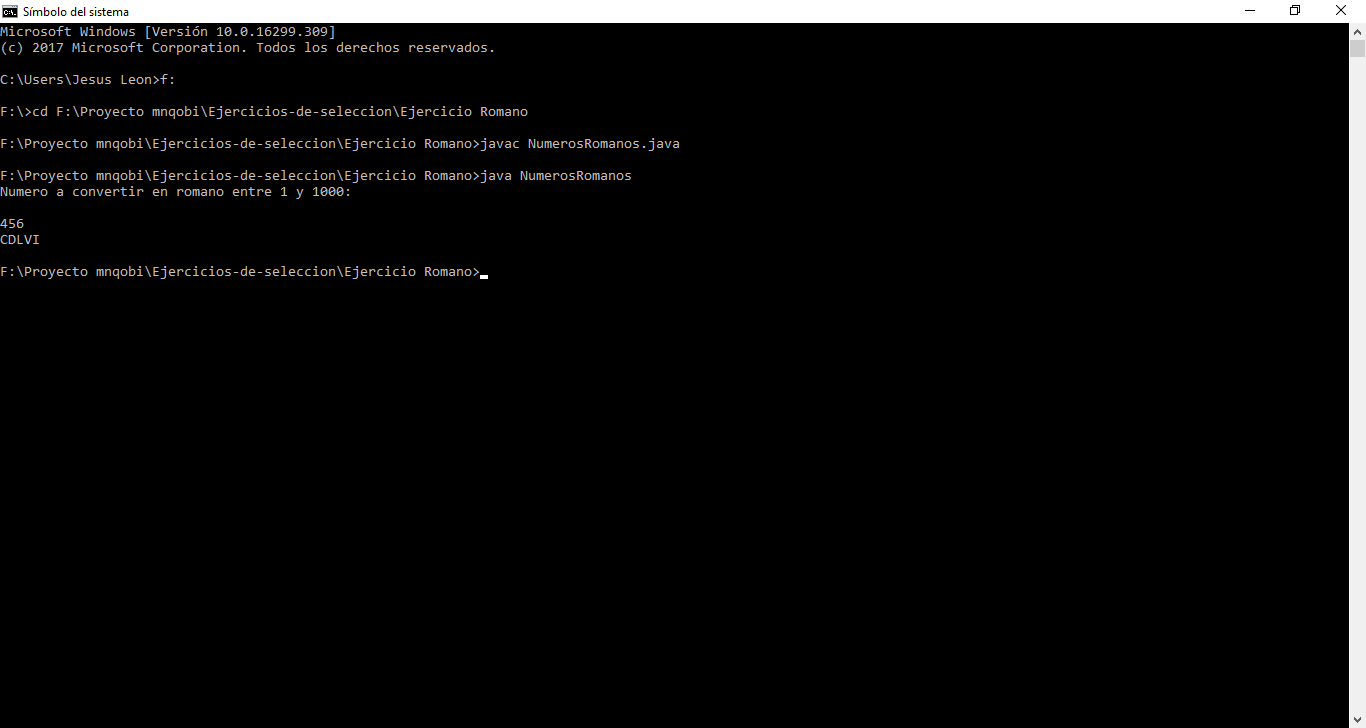 Símbolo del sistema
Microsoft Windows [Versión 10.0.16299.309]
(c) 2017 Microsoft Corporation. Todos los derechos reservados.
C:\Users\Jesus Leon>f:
F:\>cd F:\Proyecto mnqobi\Ejercicios-de-seleccion\Ejercicio Romano
F:\Proyecto mnqobi\Ejercicios-de-seleccion\Ejercicio Romano>javac NumerosRomanos.java
F:\Proyecto mnqobi\Ejercicios-de-seleccion\Ejercicio Romano>java NumerosRomanos
Numero a convertir en romano entre 1 y 1000:
456
CDLVI
F:\Proyecto mnqobi\Ejercicios-de-seleccion\Ejercicio Romano>